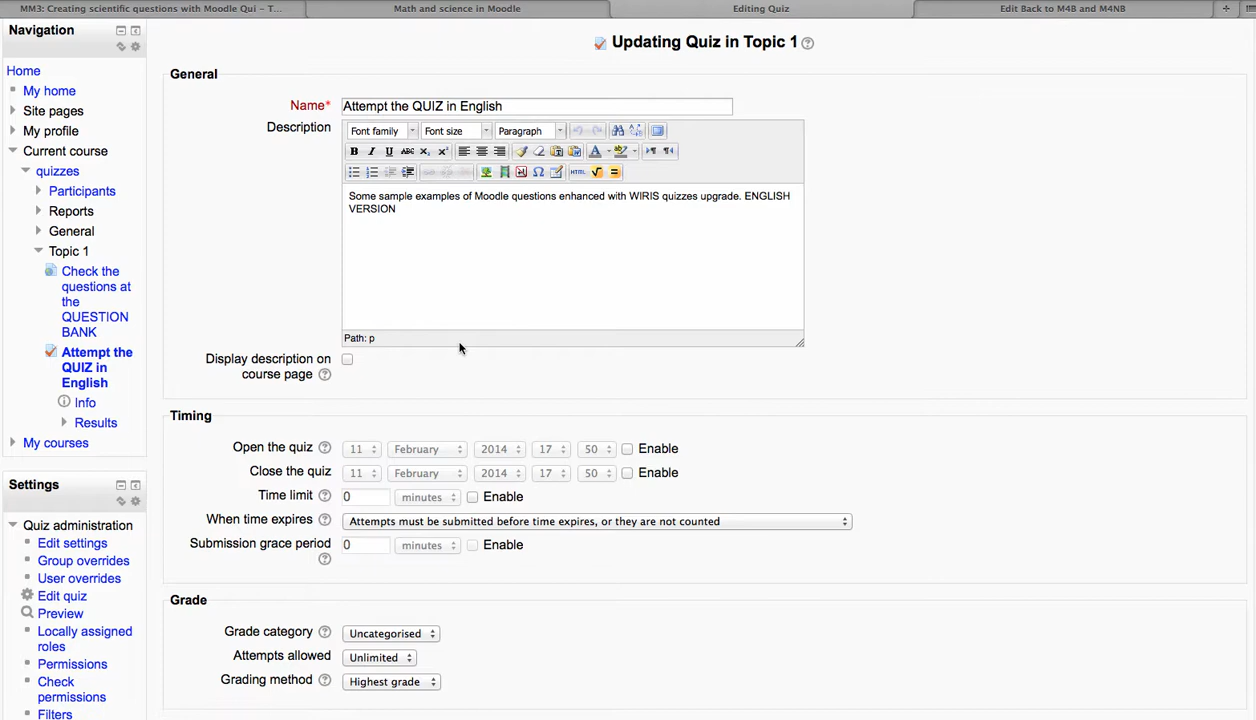 MM3: Creating scientific questions with Moodle Qui – T...
Math and science in Moodle
Editing Quiz
Edit Back to M4B and M4NB
Navigation
Home
My home
Site pages
My profile
Current course
quizzes
Participants
Reports
General
Topic 1
Check the
questions at
the
QUESTION
BANK
Attempt the
QUIZ in
English
Info
Results
My courses
Settings
Quiz administration
Edit settings
Group overrides
User overrides
Edit quiz
Preview
Locally assigned
roles
Permissions
Check
permissions
Filters
Updating Quiz in Topic 1
General
Name* Attempt the QUIZ in English
Description
Font family Font size Paragraph
B I U ABC X₂ X² A ab
Ω HTML √ =
Some sample examples of Moodle questions enhanced with WIRIS quizzes upgrade. ENGLISH
VERSION
Path: p
Display description on
course page
Timing
Open the quiz 11 February 2014 17 50 Enable
Close the quiz 11 February 2014 17 50 Enable
Time limit 0 minutes Enable
When time expires Attempts must be submitted before time expires, or they are not counted
Submission grace period 0 minutes Enable
Grade
Grade category Uncategorised
Attempts allowed Unlimited
Grading method Highest grade